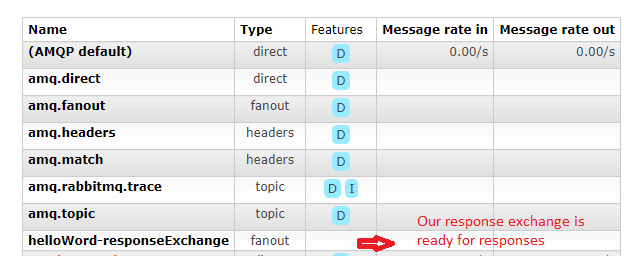 Name Type Features Message rate in Message rate out
(AMQP default) direct D 0.00/s 0.00/s
amq.direct direct D
amq.fanout fanout D
amq.headers headers D
amq.match headers D
amq.rabbitmq.trace topic D I
amq.topic topic D
helloWord-responseExchange fanout
Our response exchange is
ready for responses